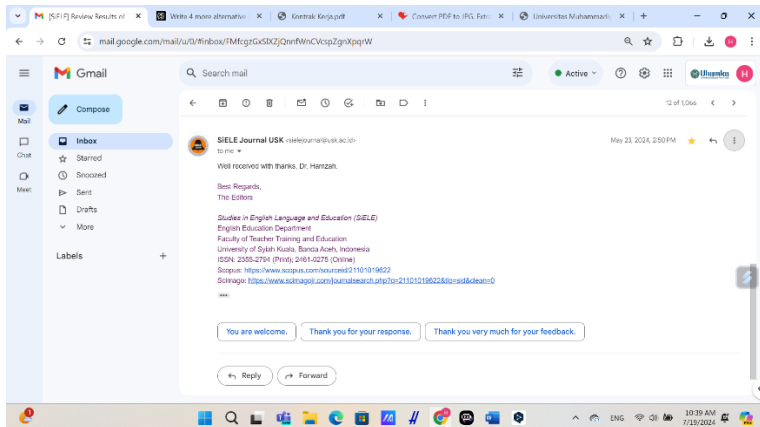 [SiELE] Review Results of
Write 4 more alternative
Kontrak Kerja.pdf
Convert PDF to JPG. Extr
Universitas Muhammadi
mail.google.com/mail/u/0/#inbox/FMfcgzGxSlXZjQnnfWnCVcspZgnXpqrW
H
Gmail
Search mail
Active
Uhamka
H
Mail
Chat
Meet
Compose
Inbox
Starred
Snoozed
Sent
Drafts
More
Labels
12 of 1,066
SiELE Journal USK <sielejournal@usk.ac.id>
to me
May 23, 2024, 2:50 PM
Well received with thanks, Dr. Hamzah.
Best Regards,
The Editors
Studies in English Language and Education (SiELE)
English Education Department
Faculty of Teacher Training and Education
University of Syiah Kuala, Banda Aceh, Indonesia
ISSN: 2355-2794 (Print); 2461-0275 (Online)
Scopus: https://www.scopus.com/sourceid/21101019622
Scimago: https://www.scimagojr.com/journalsearch.php?q=21101019622&tip=sid&clean=0
You are welcome.
Thank you for your response.
Thank you very much for your feedback.
Reply
Forward
ENG
10:39 AM
7/19/2024